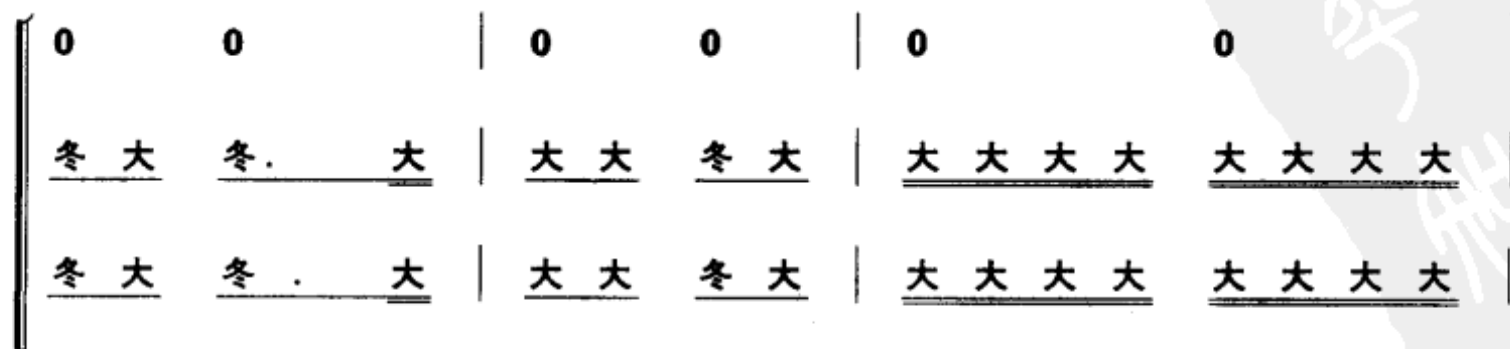 0 0 | 0 0 | 0 0
冬 大 冬. 大 | 大 大 冬 大 | 大 大 大 大 大 大 大 大
冬 大 冬. 大 | 大 大 冬 大 | 大 大 大 大 大 大 大 大